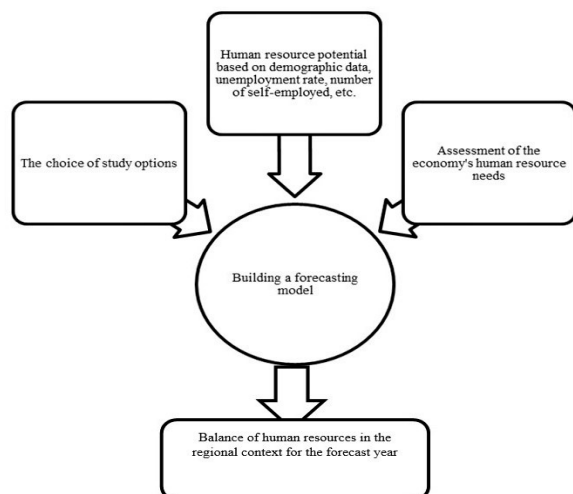 Human resource potential
based on demographic data,
unemployment rate, number
of self-employed, etc.
The choice of study options
Assessment of the
economy's human resource
needs
Building a forecasting
model
Balance of human resources in the
regional context for the forecast year